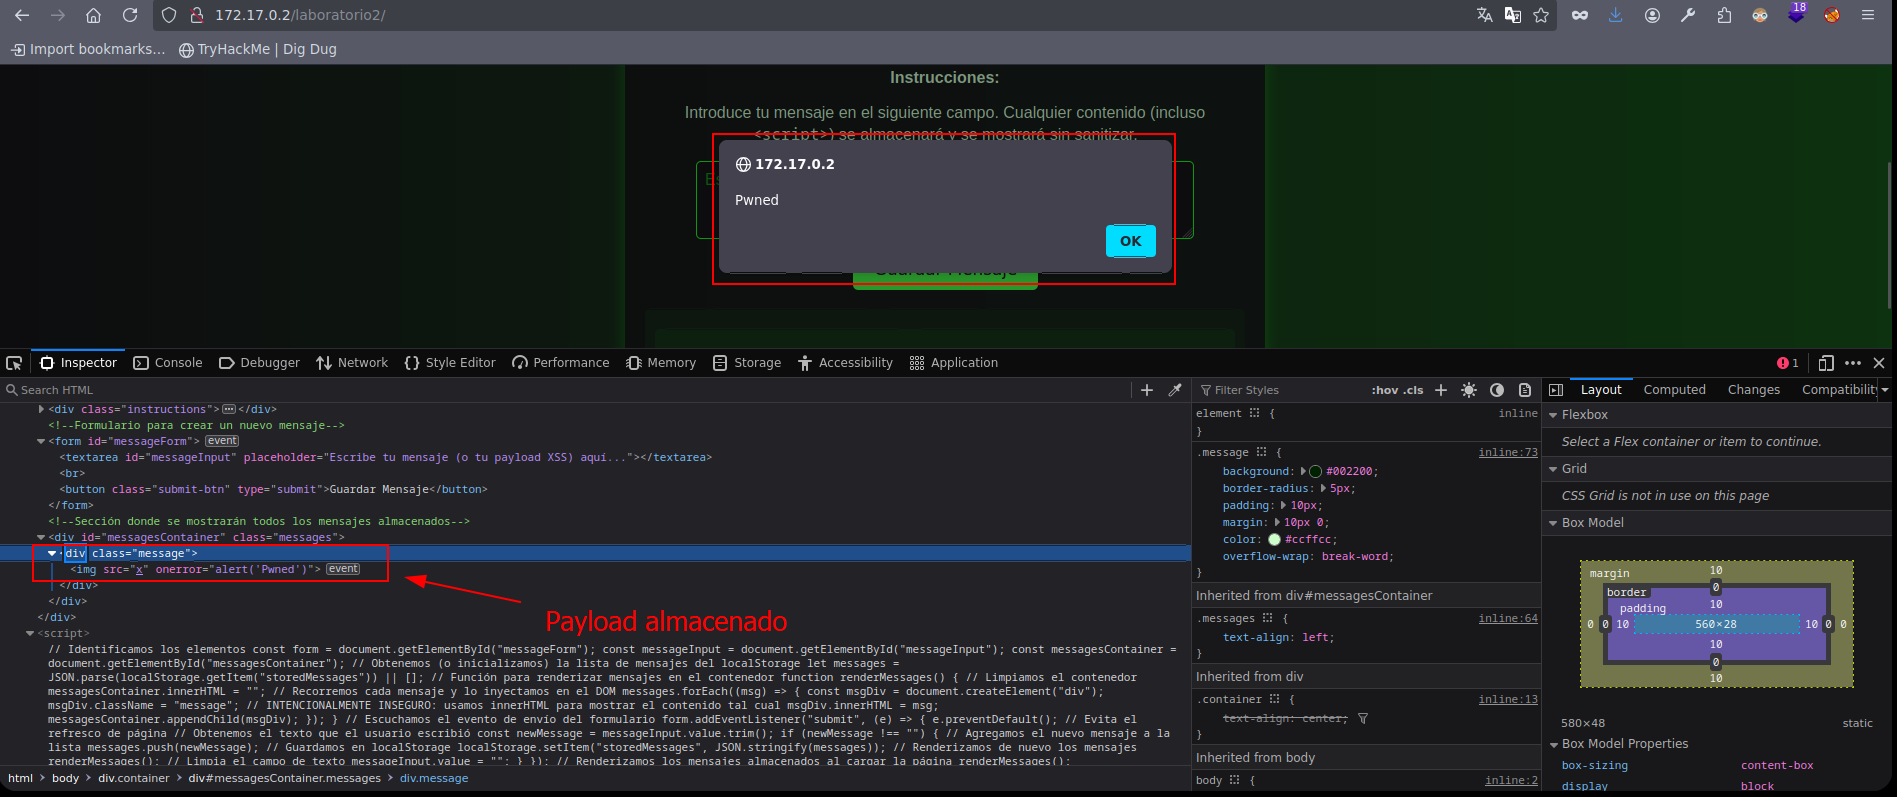 172.17.0.2/laboratorio2/
18
Import bookmarks...
TryHackMe | Dig Dug
Instrucciones:
Introduce tu mensaje en el siguiente campo. Cualquier contenido (incluso
<script>) se almacenará y se mostrará sin sanitizar.
172.17.0.2
Es
Pwned
OK
Guardar Mensaje
Inspector Console Debugger Network Style Editor Performance Memory Storage Accessibility Application
1
Search HTML
<div class="instructions"> </div>
<!--Formulario para crear un nuevo mensaje-->
<form id="messageForm"> event
<textarea id="messageInput" placeholder="Escribe tu mensaje (o tu payload XSS) aquí..."></textarea>
<br>
<button class="submit-btn" type="submit">Guardar Mensaje</button>
</form>
<!--Sección donde se mostrarán todos los mensajes almacenados-->
<div id="messagesContainer" class="messages">
<div class="message">
<img src="x" onerror="alert('Pwned')"> event
</div>
</div>
</div>
Payload almacenado
<script>
// Identificamos los elementos const form = document.getElementById("messageForm"); const messageInput = document.getElementById("messageInput"); const messagesContainer =
document.getElementById("messagesContainer"); // Obtenemos (o inicializamos) la lista de mensajes del localStorage let messages =
JSON.parse(localStorage.getItem("storedMessages")) || []; // Función para renderizar mensajes en el contenedor function renderMessages() { // Limpiamos el contenedor
messagesContainer.innerHTML = ""; // Recorremos cada mensaje y lo inyectamos en el DOM messages.forEach((msg) => { const msgDiv = document.createElement("div");
msgDiv.className = "message"; // INTENCIONALMENTE INSEGURO: usamos innerHTML para mostrar el contenido tal cual msgDiv.innerHTML = msg;
messagesContainer.appendChild(msgDiv); }); } // Escuchamos el evento de envío del formulario form.addEventListener("submit", (e) => { e.preventDefault(); // Evita el
refresco de página // Obtenemos el texto que el usuario escribió const newMessage = messageInput.value.trim(); if (newMessage !== "") { // Agregamos el nuevo mensaje a la
lista messages.push(newMessage); // Guardamos en localStorage localStorage.setItem("storedMessages", JSON.stringify(messages)); // Renderizamos de nuevo los mensajes
renderMessages(); // Limpia el campo de texto messageInput.value = ""; } }); // Renderizamos los mensajes almacenados al cargar la página renderMessages();
html > body > div.container > div#messagesContainer.messages > div.message
Filter Styles
:hov .cls
element {
inline
}
.message {
inline:73
background: #002200;
border-radius: 5px;
padding: 10px;
margin: 10px 0;
color: #ccffcc;
overflow-wrap: break-word;
}
Inherited from div#messagesContainer
.messages {
inline:64
text-align: left;
}
Inherited from div
.container {
inline:13
text-align: center;
}
Inherited from body
body {
inline:2
Layout Computed Changes Compatibility
Flexbox
Select a Flex container or item to continue.
Grid
CSS Grid is not in use on this page
Box Model
margin 10
border 0
padding 10
0 0 10 560×28 10 0 0
10
0
10
580×48
static
Box Model Properties
box-sizing content-box
display block